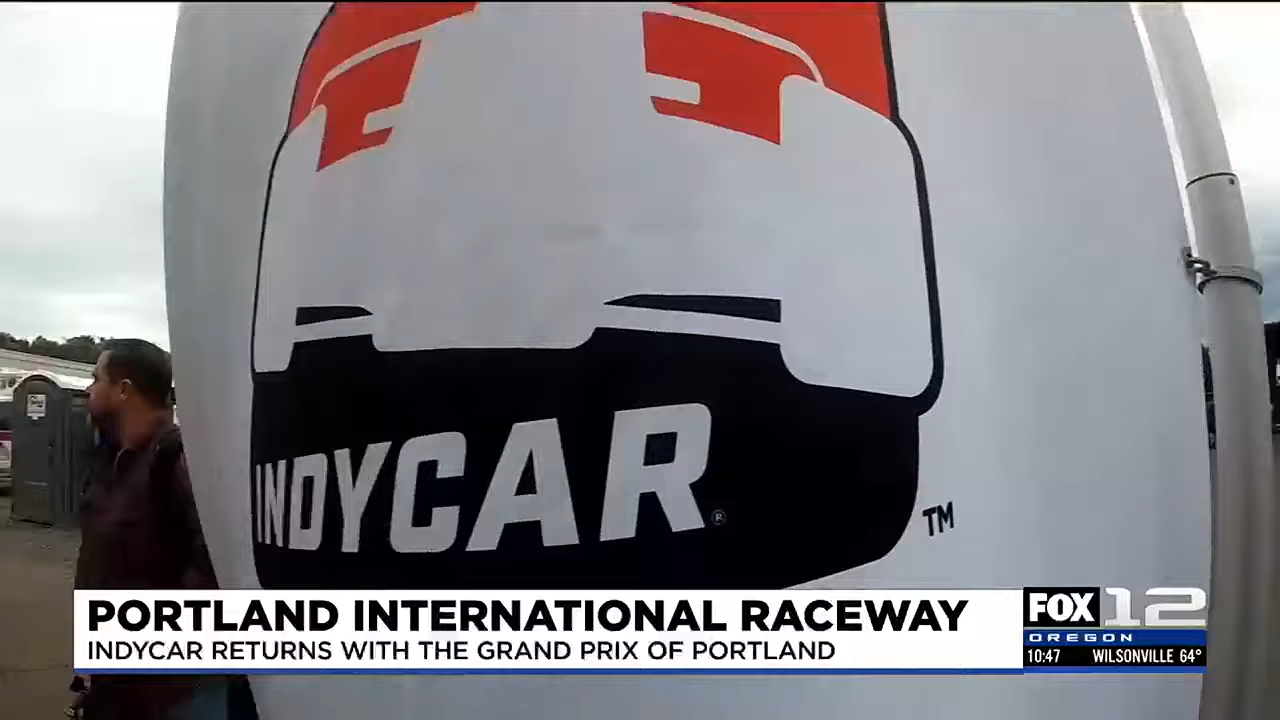 INDYCAR®
™
PORTLAND INTERNATIONAL RACEWAY
INDYCAR RETURNS WITH THE GRAND PRIX OF PORTLAND
FOX 12
OREGON
10:47 WILSONVILLE 64°